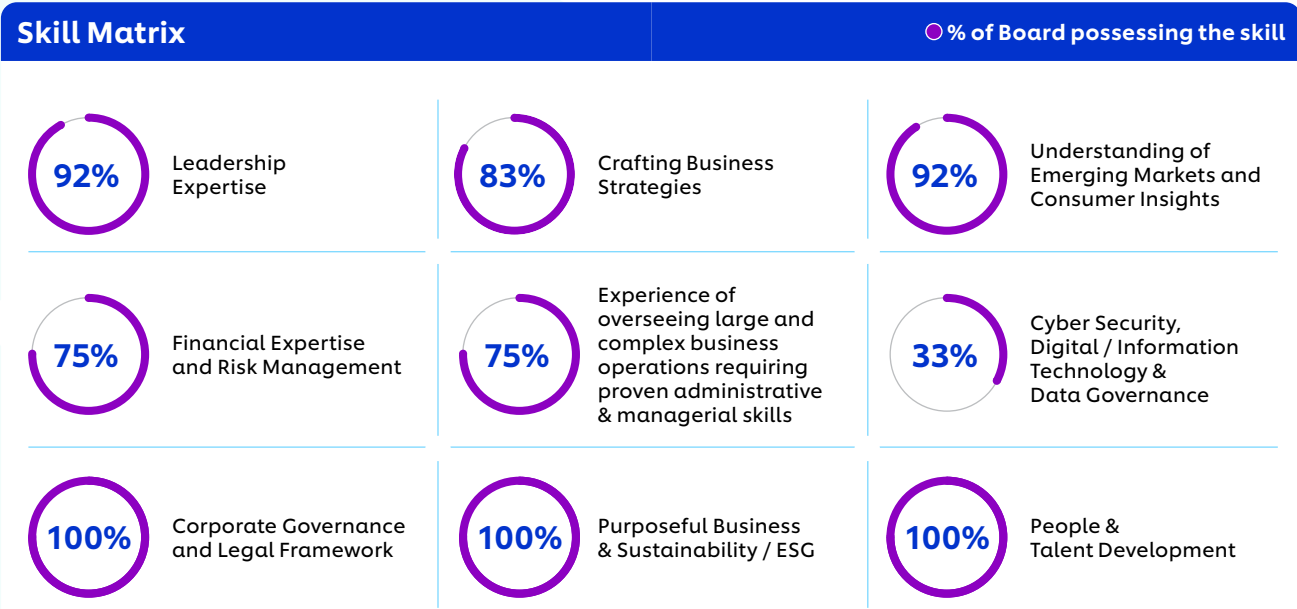 Skill Matrix
% of Board possessing the skill
92%
Leadership
Expertise
83%
Crafting Business
Strategies
92%
Understanding of
Emerging Markets and
Consumer Insights
75%
Financial Expertise
and Risk Management
75%
Experience of
overseeing large and
complex business
operations requiring
proven administrative
& managerial skills
33%
Cyber Security,
Digital / Information
Technology &
Data Governance
100%
Corporate Governance
and Legal Framework
100%
Purposeful Business
& Sustainability / ESG
100%
People &
Talent Development